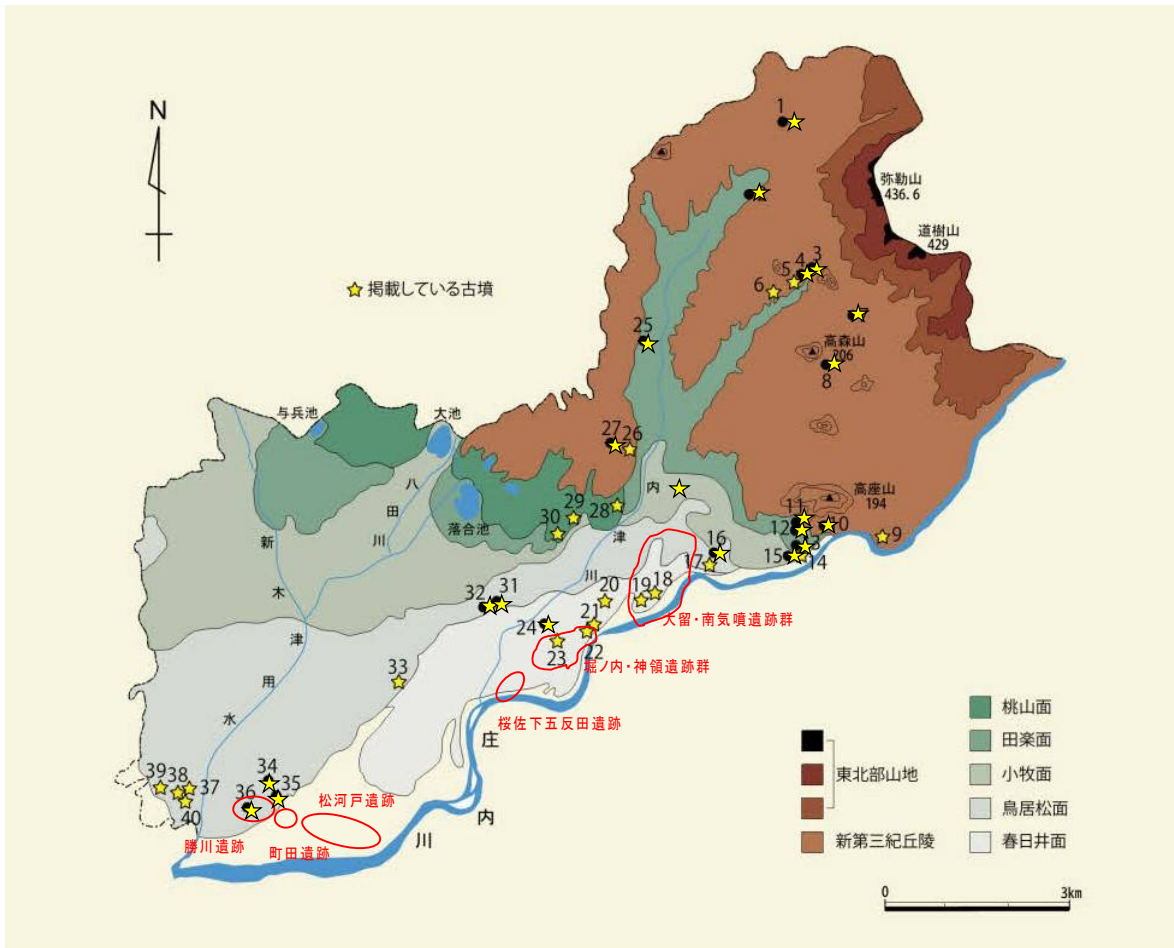 N
1
弥勒山
436.6
道樹山
429
3
4
5
6
掲載している古墳
25
高森山
206
8
与兵池
大池
27
26
内
高座山
194
八
田
川
新
木
津
用
水
落合池
29
28
30
津
川
11
12
10
9
13
14
15
16
17
32
31
20
19
18
大留・南気噴遺跡群
24
21
22
23
堀ノ内・神領遺跡群
33
桜佐下五反田遺跡
庄
内
川
39
38
37
40
34
35
36
松河戸遺跡
勝川遺跡
町田遺跡
東北部山地
新第三紀丘陵
桃山面
田楽面
小牧面
鳥居松面
春日井面
0
3km